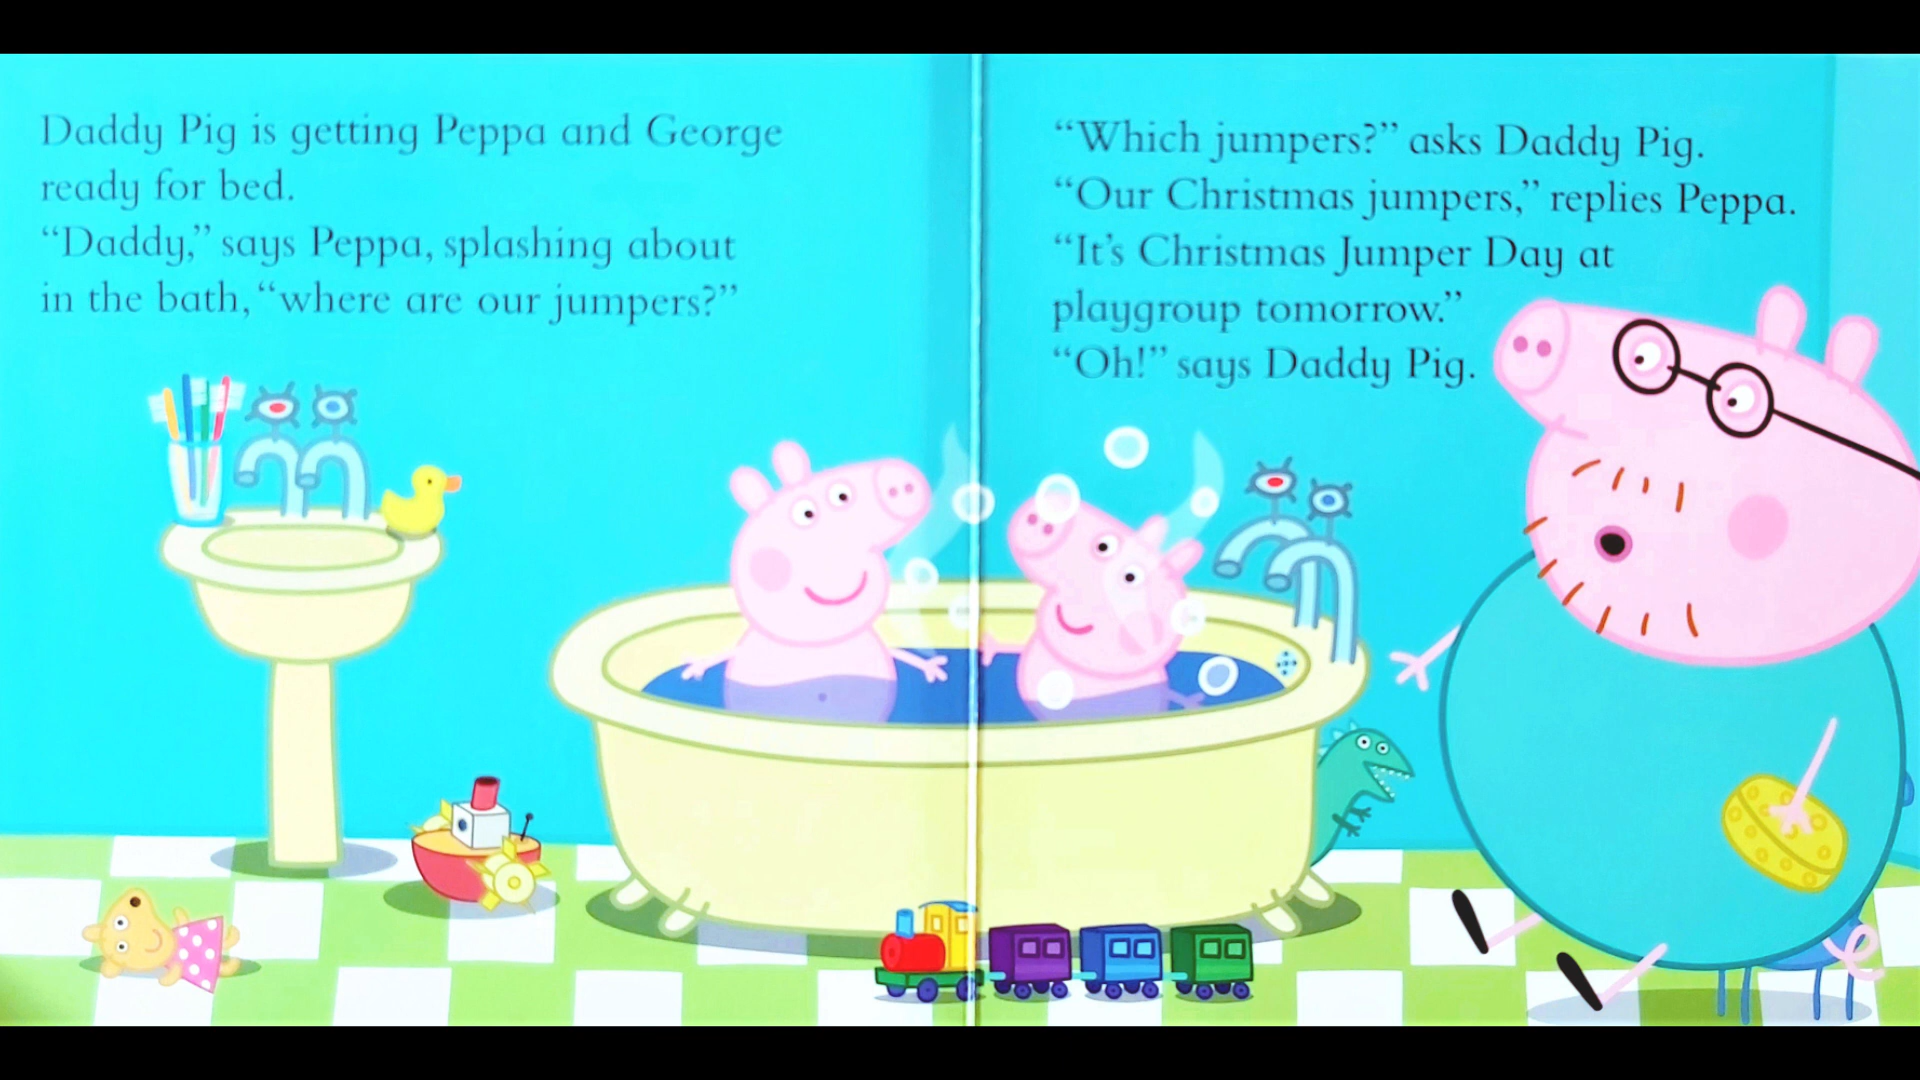 Daddy Pig is getting Peppa and George
ready for bed.
“Daddy,” says Peppa, splashing about
in the bath, “where are our jumpers?”
“Which jumpers?” asks Daddy Pig.
“Our Christmas jumpers,” replies Peppa.
“It’s Christmas Jumper Day at
playgroup tomorrow.”
“Oh!” says Daddy Pig.